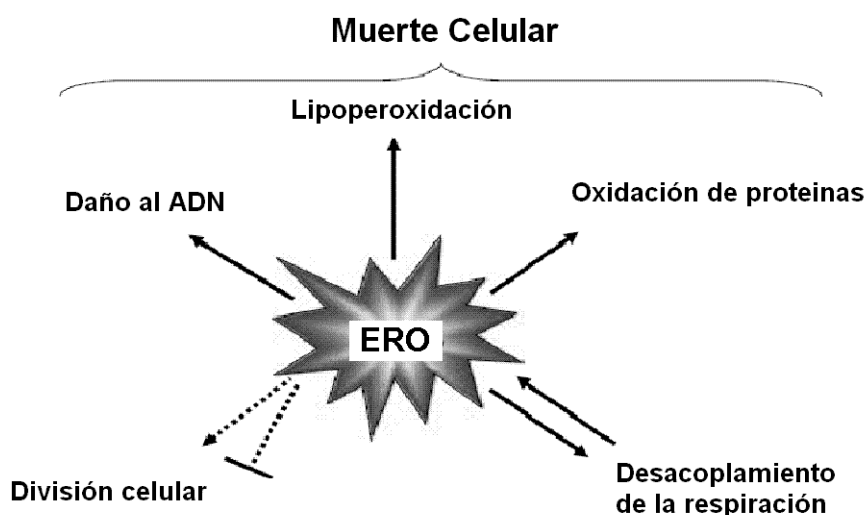 Muerte Celular
Lipoperoxidación
Daño al ADN
Oxidación de proteinas
ERO
División celular
Desacoplamiento
de la respiración